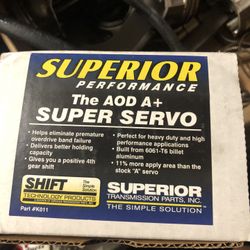 SUPERIOR
PERFORMANCE
The AOD A+
SUPER SERVO
• Helps eliminate premature
overdrive band failure
• Delivers better holding
capacity
• Gives you a positive 4th
gear shift
• Perfect for heavy duty and high
performance applications
• Built from 6061-T6 billet
aluminum
• 11% more apply area than the
stock "A" servo
SHIFT
The
Simple
Solution
TECHNOLOGY PRODUCTS
Part #K011
SUPERIOR
TRANSMISSION PARTS, INC.
THE SIMPLE SOLUTION